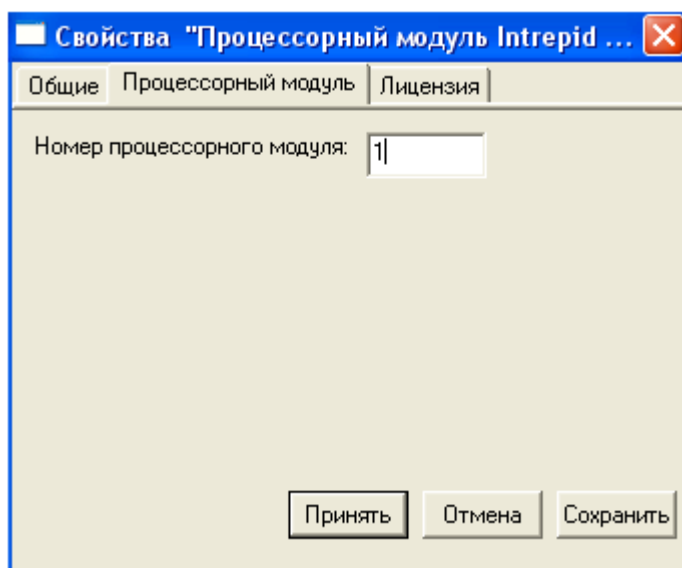 Свойства "Процессорный модуль Intrepid ...
Общие Процессорный модуль Лицензия
Номер процессорного модуля: 1
Принять Отмена Сохранить